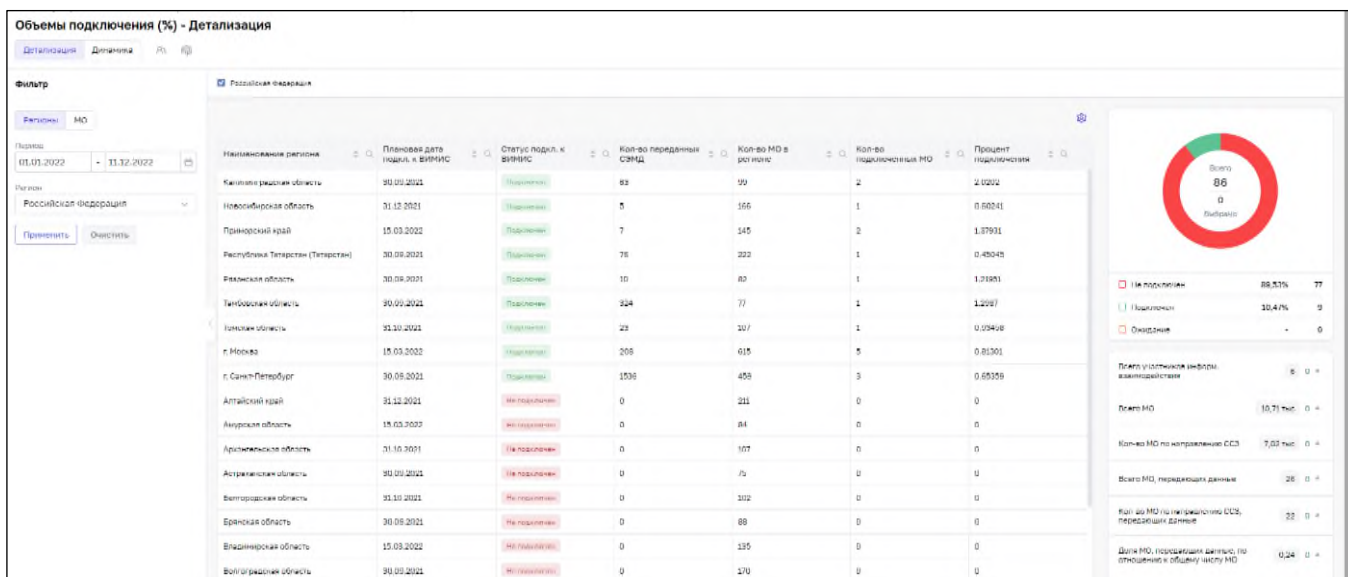 Объемы подключения (%) - Детализация
Детализация Динамика
Фильтр
Российская Федерация
Регионы МО
Период
01.01.2022 - 11.12.2022
Регион
Российская Федерация
Применить Очистить
Наименование региона Плановая дата подкл. к ВИМИС Статус подкл. к ВИМИС Кол-во переданных СЭМД Кол-во МО в регионе Кол-во подключенных МО Процент подключения
Калининградская область 30.09.2021 Подключен 83 99 2 2.0202
Новосибирская область 31.12.2021 Подключен 5 166 1 0.60241
Приморский край 15.03.2022 Подключен 7 145 2 1.37931
Республика Татарстан (Татарстан) 30.09.2021 Подключен 222 1 0.45045
Рязанская область 30.09.2021 Подключен 10 82 1 1.21951
Тамбовская область 30.09.2021 Подключен 324 77 1 1.2987
Томская область 31.10.2021 Подключен 23 107 1 0.93458
г. Москва 15.03.2022 Подключен 615 5 0.81301
г. Санкт-Петербург 30.09.2021 Подключен 1536 459 3 0.65359
Алтайский край 31.12.2021 Не подключен 0 211 0 0
Амурская область 15.03.2022 Не подключен 0 84 0 0
Архангельская область 31.10.2021 Не подключен 0 107 0 0
Астраханская область 30.09.2021 Не подключен 0 75 0 0
Белгородская область 31.10.2021 Не подключен 0 102 0 0
Брянская область 30.09.2021 Не подключен 0 88 0 0
Владимирская область 15.03.2022 Не подключен 0 135 0 0
Волгоградская область 30.09.2021 Не подключен 0 170 0 0
Всего
86
0
Выбрано
Не подключен 89,53% 77
Подключен 10,47% 9
Ожидание - 0
Всего участников информ.
взаимодействия 6 0
Всего МО 10,71 тыс 0
Кол-во МО по направлению ССЗ 7,02 тыс 0
Всего МО, передающих данные 26 0
Кол-во МО по направлению ССЗ,
передающих данные 22 0
Доля МО, передающих данные, по
отношению к общему числу МО 0,24 0